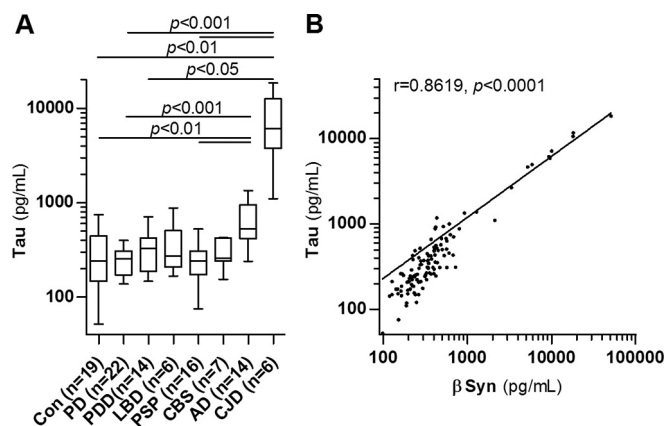 A
p<0.001
p<0.01
p<0.05
p<0.001
p<0.01
10000
1000
100
Tau (pg/mL)
Con (n=19)
PD (n=22)
PDD (n=14)
LBD (n=6)
PSP (n=16)
CBS (n=7)
AD (n=14)
CJD (n=6)
B
r=0.8619, p<0.0001
10000
1000
100
Tau (pg/mL)
100
1000
10000
100000
β Syn (pg/mL)